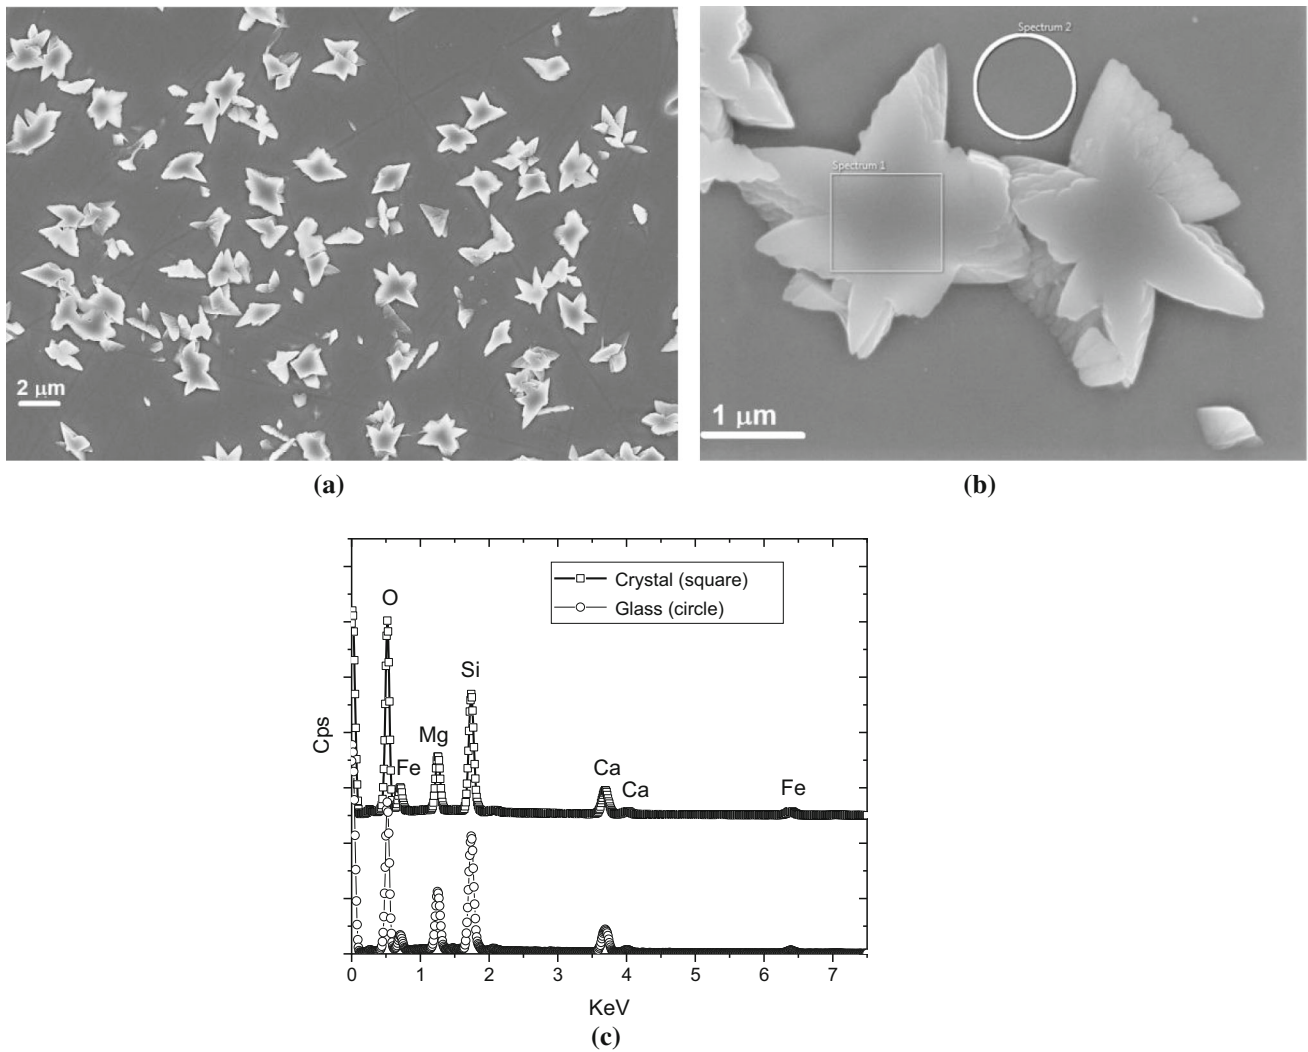 2 μm
(a)
Spectrum 2
Spectrum 1
1 μm
(b)
Crystal (square)
Glass (circle)
O
Si
Mg
Fe
Ca
Ca
Fe
Cps
0 1 2 3 4 5 6 7
KeV
(c)